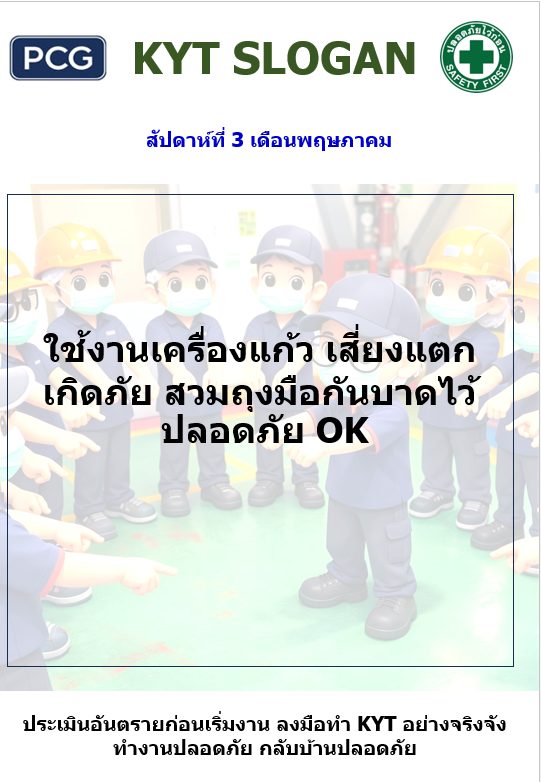 PCG
KYT SLOGAN
ปลอดภัยไว้ก่อน
SAFETY FIRST
สัปดาห์ที่ 3 เดือนพฤษภาคม
ใช้งานเครื่องแก้ว เสี่ยงแตก
เกิดภัย สวมถุงมือกันบาดไว้
ปลอดภัย OK
ประเมินอันตรายก่อนเริ่มงาน ลงมือทำ KYT อย่างจริงจัง
ทำงานปลอดภัย กลับบ้านปลอดภัย